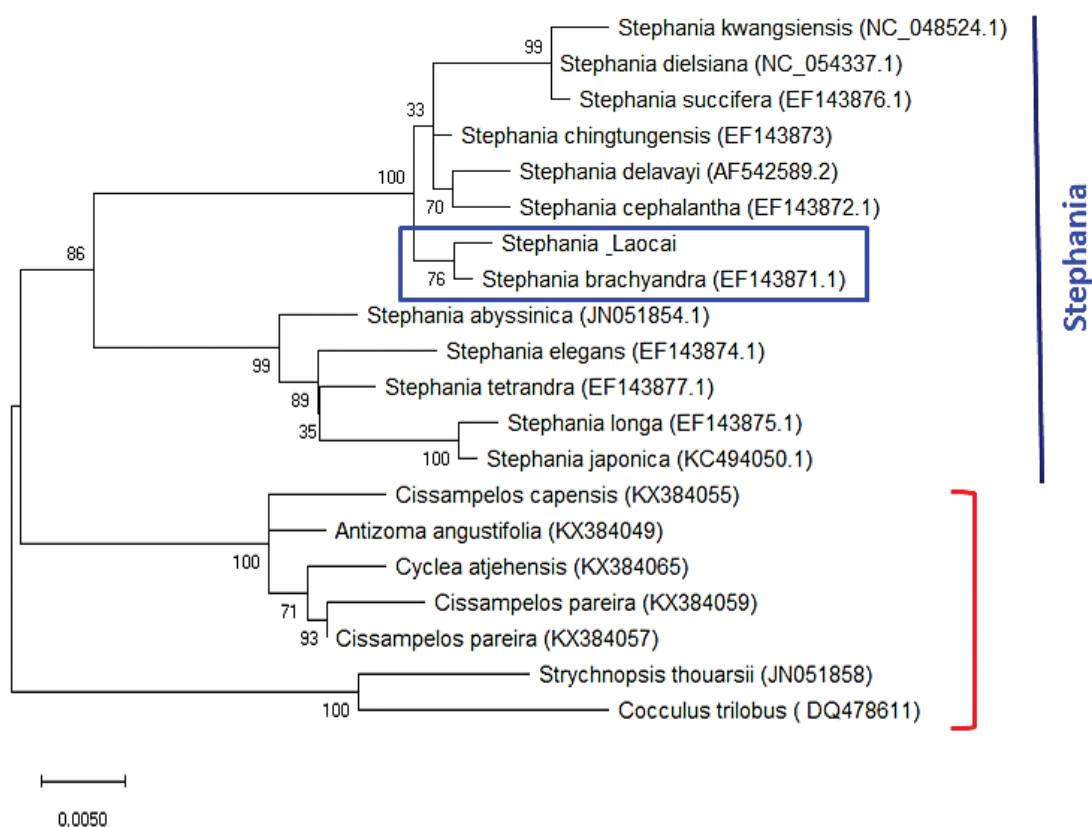 Stephania kwangsiensis (NC_048524.1)
99
Stephania dielsiana (NC_054337.1)
Stephania succifera (EF143876.1)
33
Stephania chingtungensis (EF143873)
Stephania delavayi (AF542589.2)
100
70
Stephania cephalantha (EF143872.1)
Stephania _Laocai
86
76
Stephania brachyandra (EF143871.1)
Stephania
Stephania abyssinica (JN051854.1)
99
Stephania elegans (EF143874.1)
Stephania tetrandra (EF143877.1)
89
35
Stephania longa (EF143875.1)
100
Stephania japonica (KC494050.1)
Cissampelos capensis (KX384055)
Antizoma angustifolia (KX384049)
100
Cyclea atjehensis (KX384065)
71
Cissampelos pareira (KX384059)
93
Cissampelos pareira (KX384057)
Strychnopsis thouarsii (JN051858)
100
Cocculus trilobus ( DQ478611)
0.0050